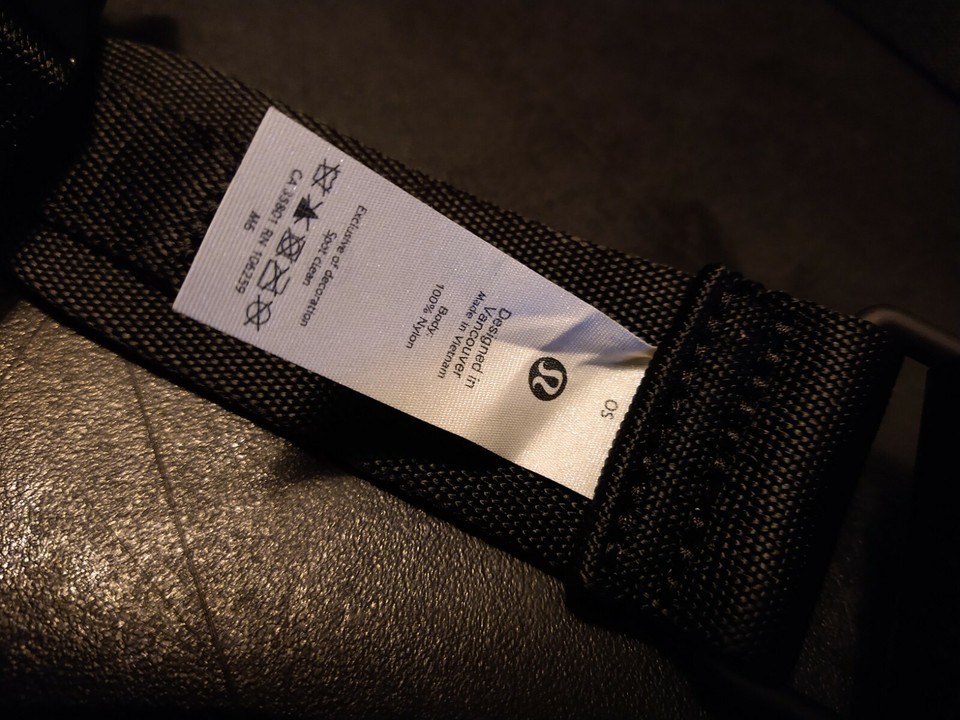 OS
Designed in
Vancouver
Made in Vietnam
Body:
100% Nylon
Exclusive of decoration
Spot clean
CA 35801 RN 106259
M6